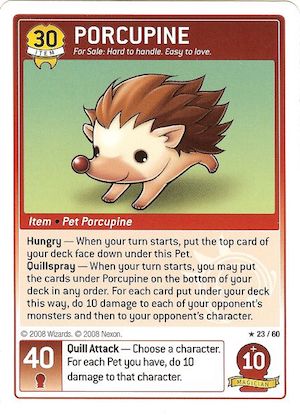 30
ITEM
PORCUPINE
For Sale: Hard to handle. Easy to love.
Item • Pet Porcupine
Hungry — When your turn starts, put the top card of
your deck face down under this Pet.
Quillspray — When your turn starts, you may put
the cards under Porcupine on the bottom of your
deck in any order. For each card put under your deck
this way, do 10 damage to each of your opponent's
monsters and then to your opponent's character.
© 2008 Wizards. © 2008 Nexon.
★ 23 / 60
40
Quill Attack — Choose a character.
For each Pet you have, do 10
damage to that character.
+
10
MAGICIAN